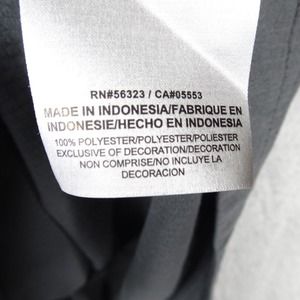 RN#56323 / CA#05553
MADE IN INDONESIA/FABRIQUE EN
INDONESIE/HECHO EN INDONESIA
100% POLYESTER/POLYESTER/POLIESTER
EXCLUSIVE OF DECORATION/DECORATION
NON COMPRISE/NO INCLUYE LA
DECORACION